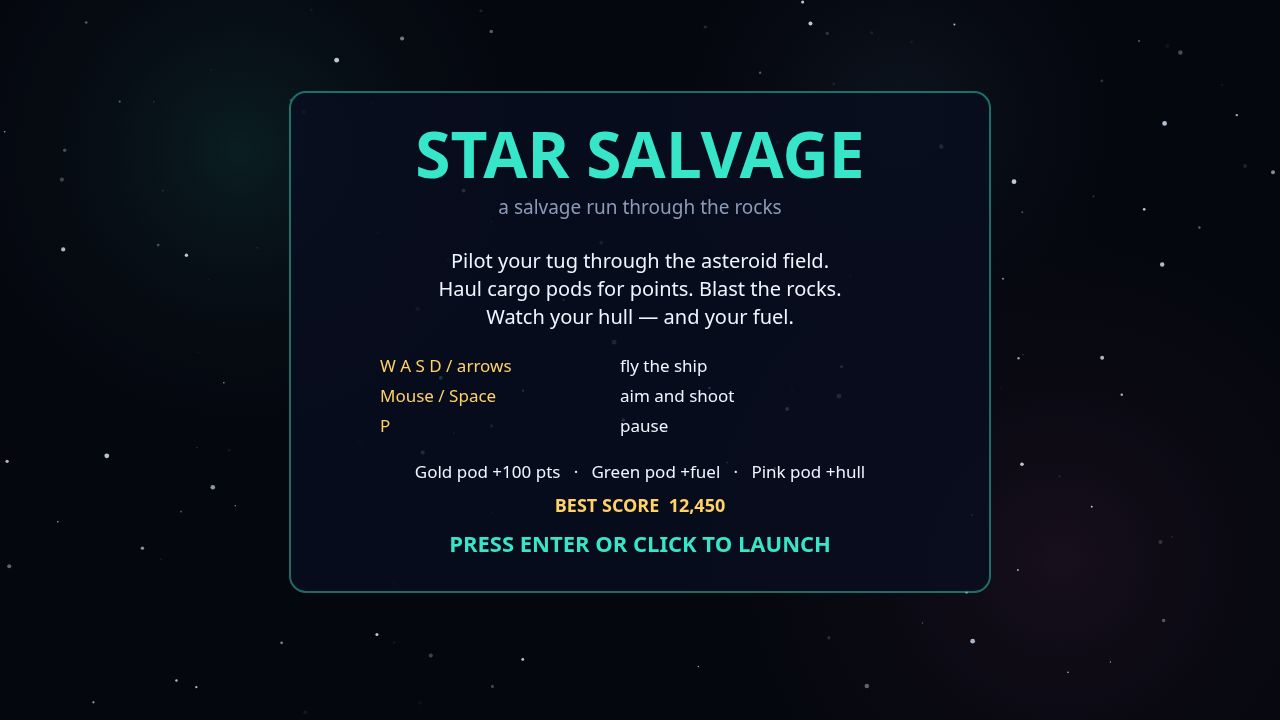 STAR SALVAGE
a salvage run through the rocks
Pilot your tug through the asteroid field.
Haul cargo pods for points. Blast the rocks.
Watch your hull — and your fuel.
W A S D / arrows fly the ship
Mouse / Space aim and shoot
P pause
Gold pod +100 pts · Green pod +fuel · Pink pod +hull
BEST SCORE 12,450
PRESS ENTER OR CLICK TO LAUNCH